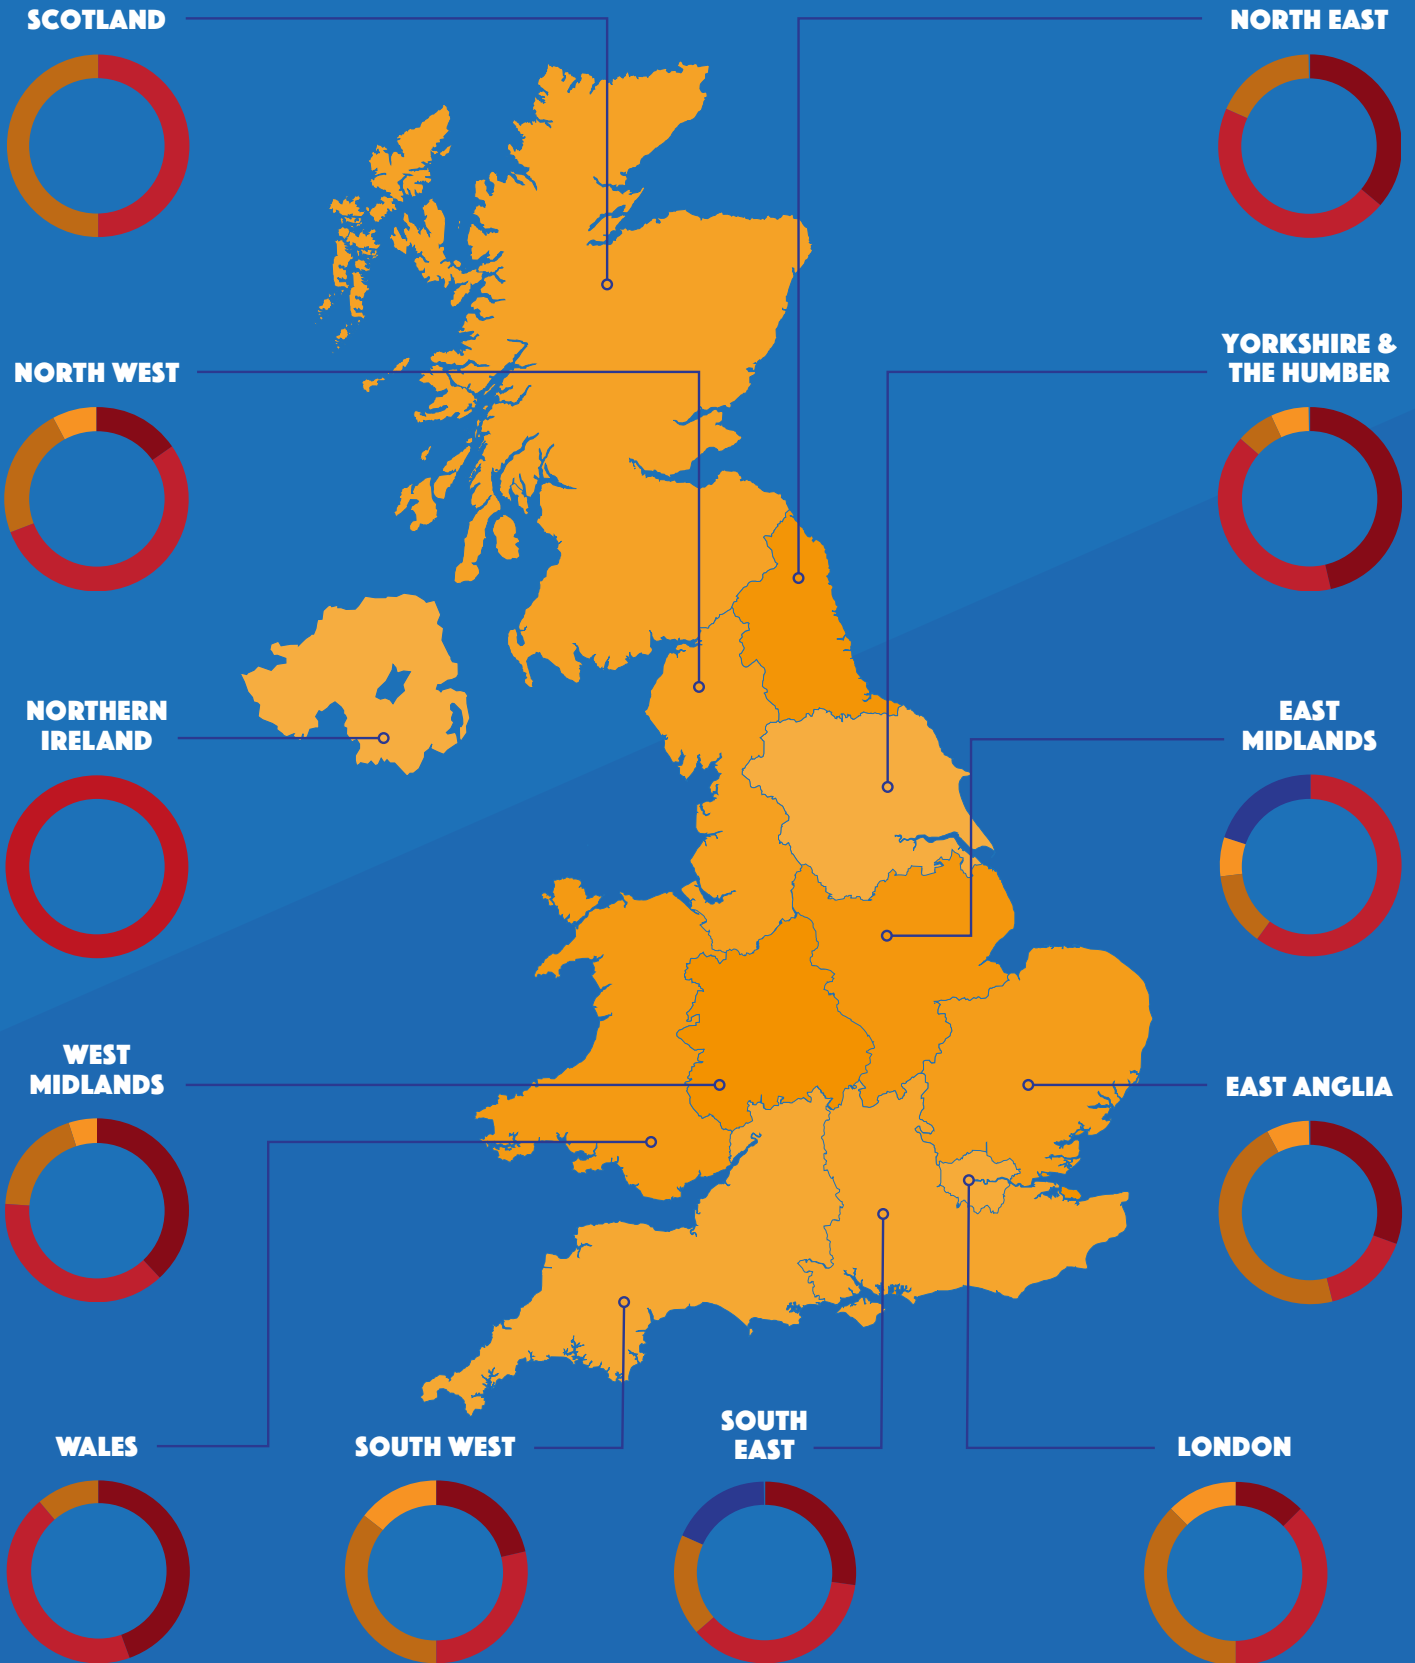 SCOTLAND
NORTH EAST
NORTH WEST
YORKSHIRE &
THE HUMBER
NORTHERN
IRELAND
EAST
MIDLANDS
WEST
MIDLANDS
EAST ANGLIA
WALES
SOUTH WEST
SOUTH
EAST
LONDON